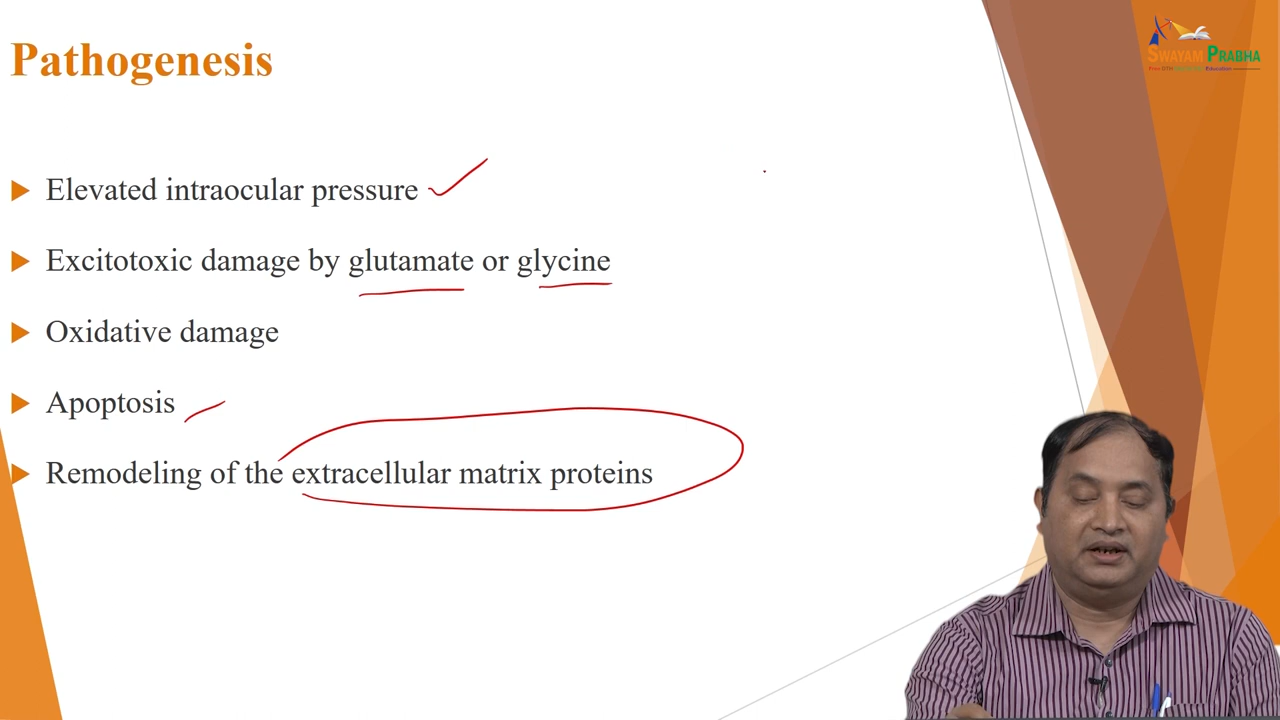 Pathogenesis
SWAYAM PRABHA
Elevated intraocular pressure
Excitotoxic damage by glutamate or glycine
Oxidative damage
Apoptosis
Remodeling of the extracellular matrix proteins